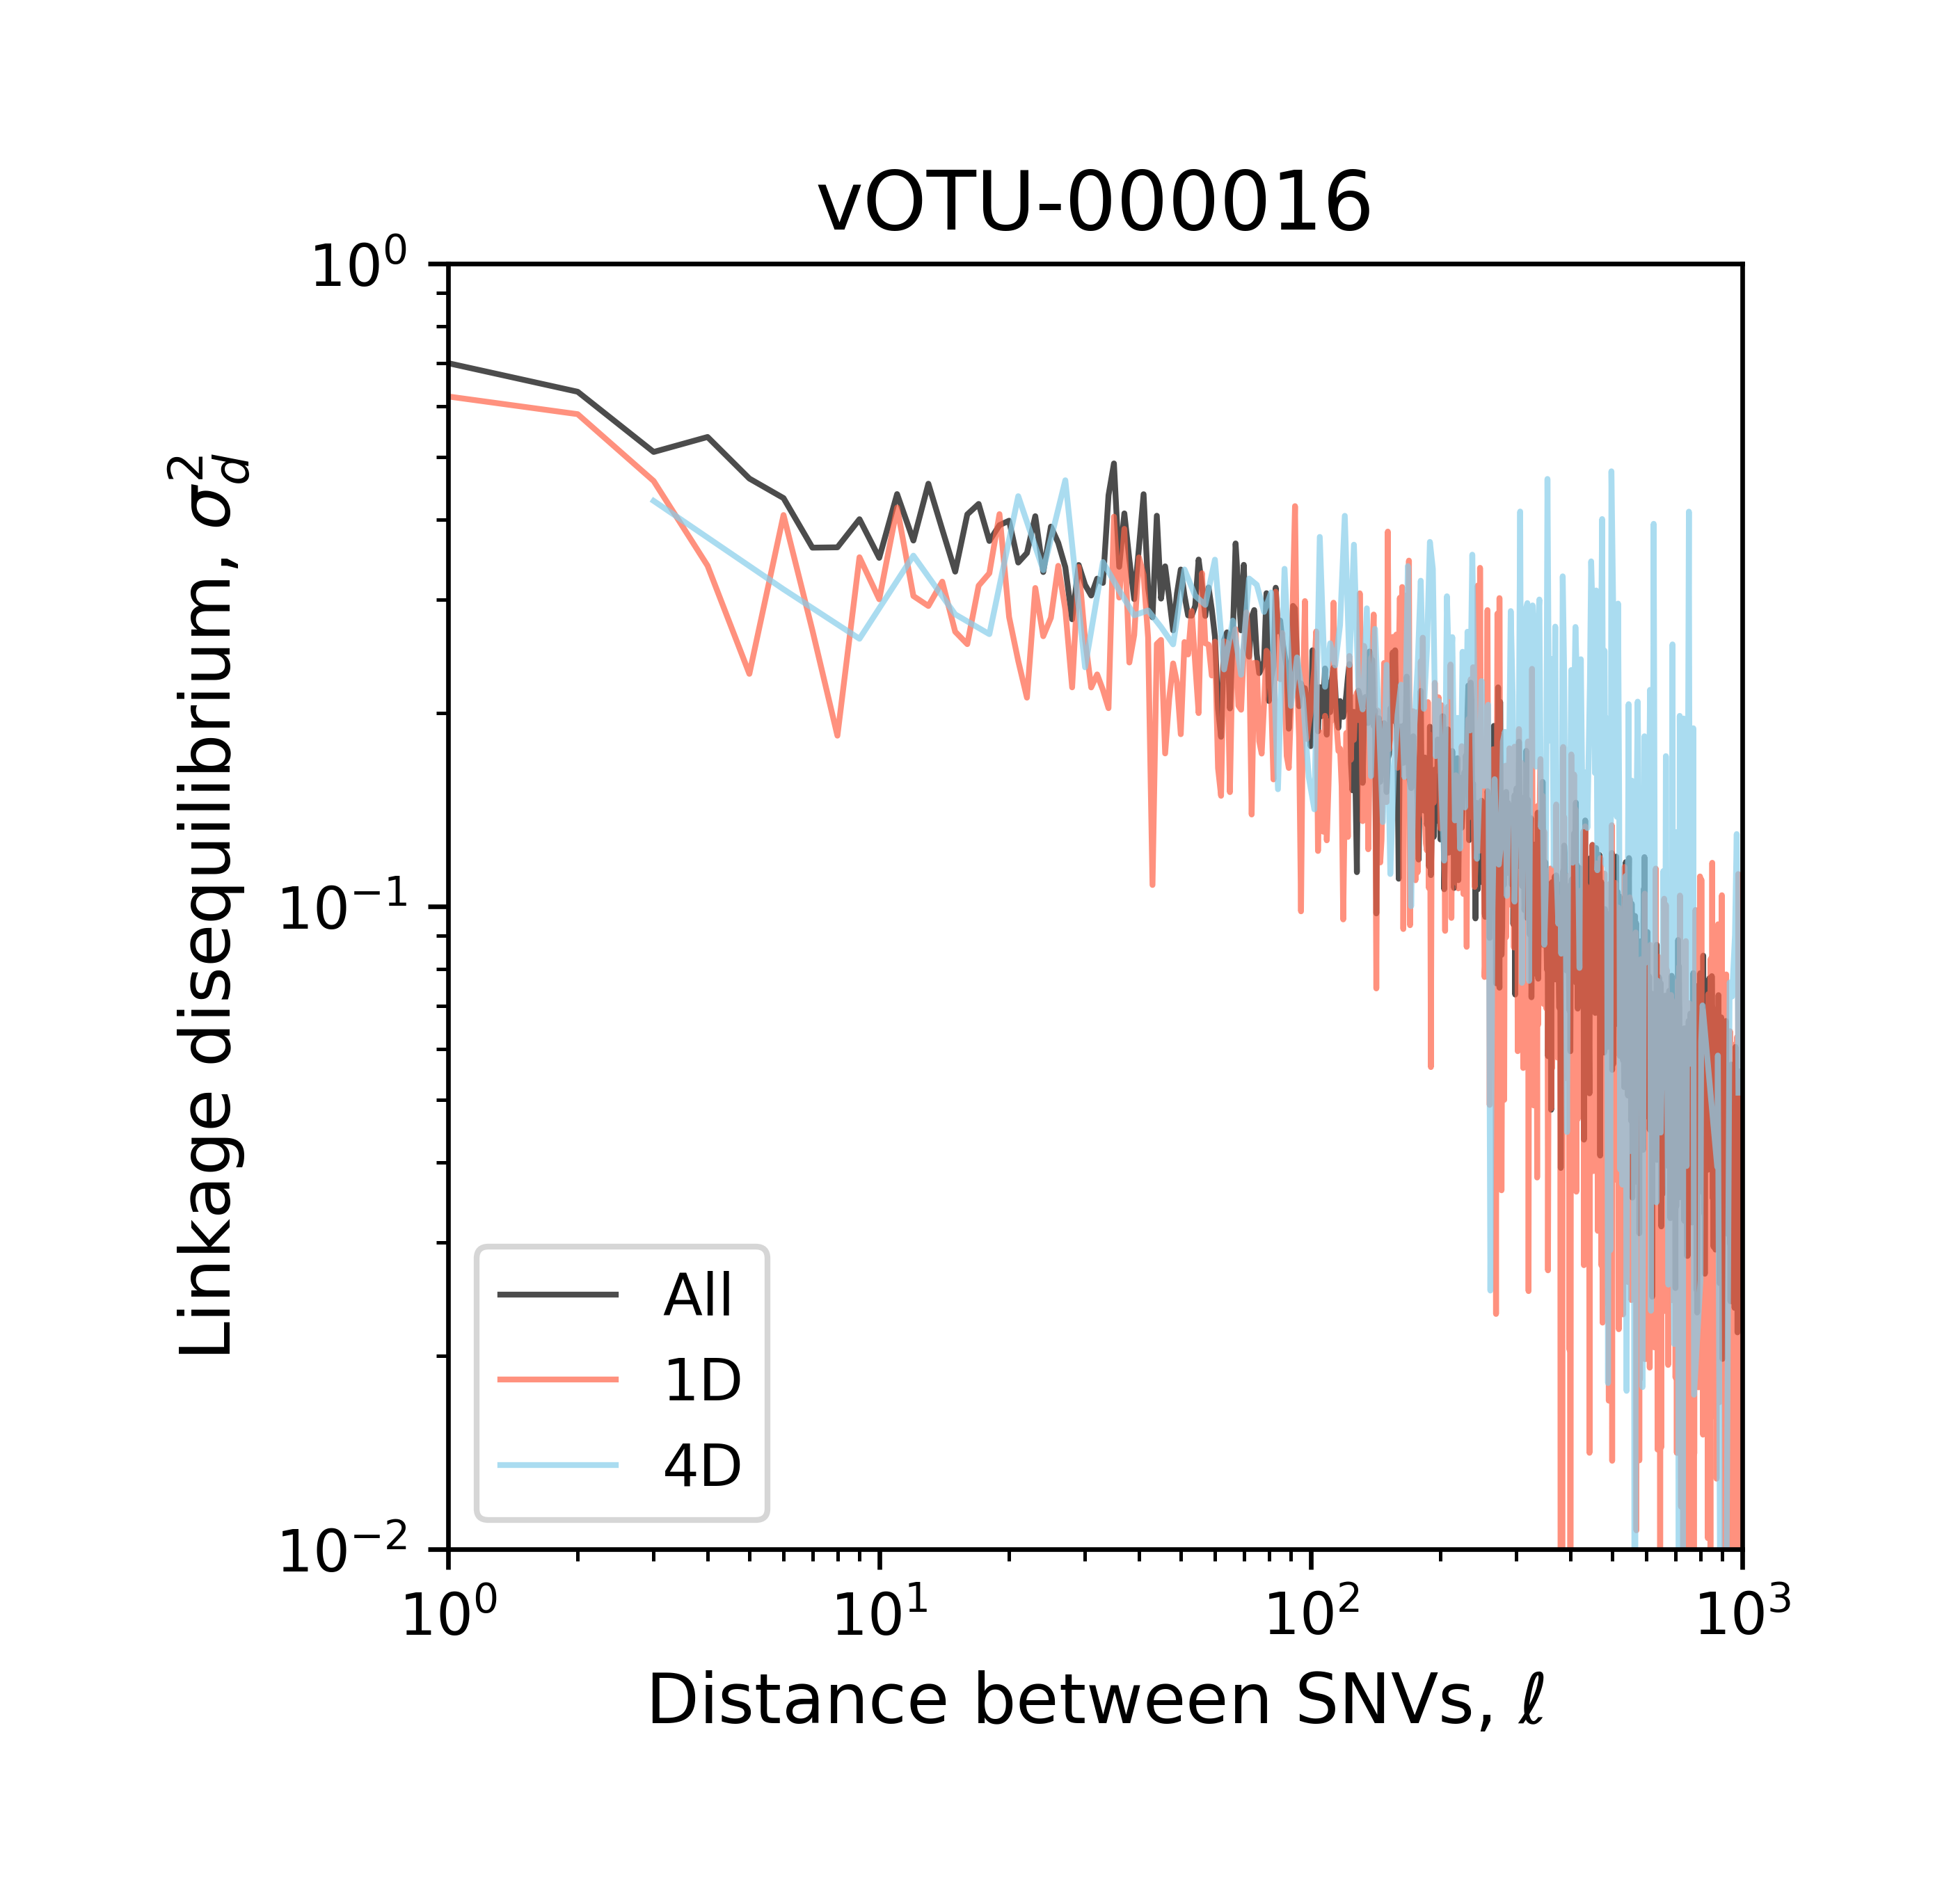 vOTU-000016
10⁰
10⁻¹
10⁻²
Linkage disequilibrium, σ²_d
All
1D
4D
10⁰ 10¹ 10² 10³
Distance between SNVs, ℓ